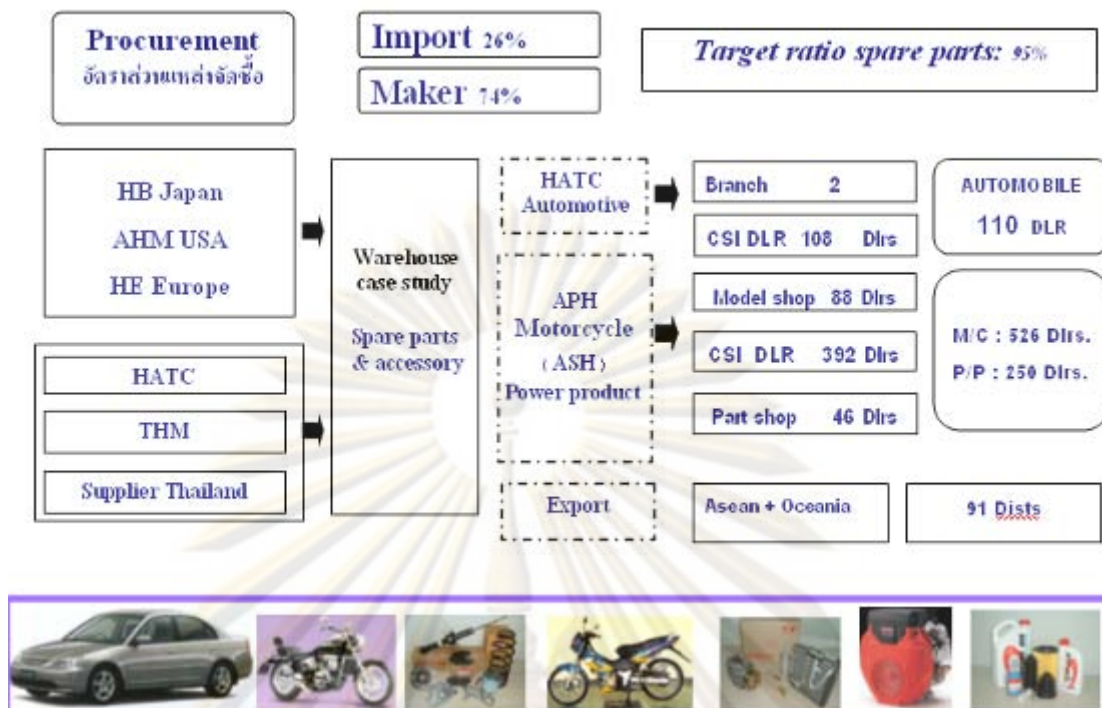 Procurement
อัตราส่วนแหล่งจัดซื้อ
Import 26%
Maker 74%
Target ratio spare parts: 95%
HB Japan
AHM USA
HE Europe
HATC
THM
Supplier Thailand
Warehouse
case study
Spare parts
& accessory
HATC
Automotive
APH
Motorcycle
(ASH)
Power product
Export
Branch 2
CSI DLR 108 Dlrs
Model shop 88 Dlrs
CSI DLR 392 Dlrs
Part shop 46 Dlrs
Asean + Oceania
AUTOMOBILE
110 DLR
M/C : 526 Dlrs.
P/P : 250 Dlrs.
91 Dists